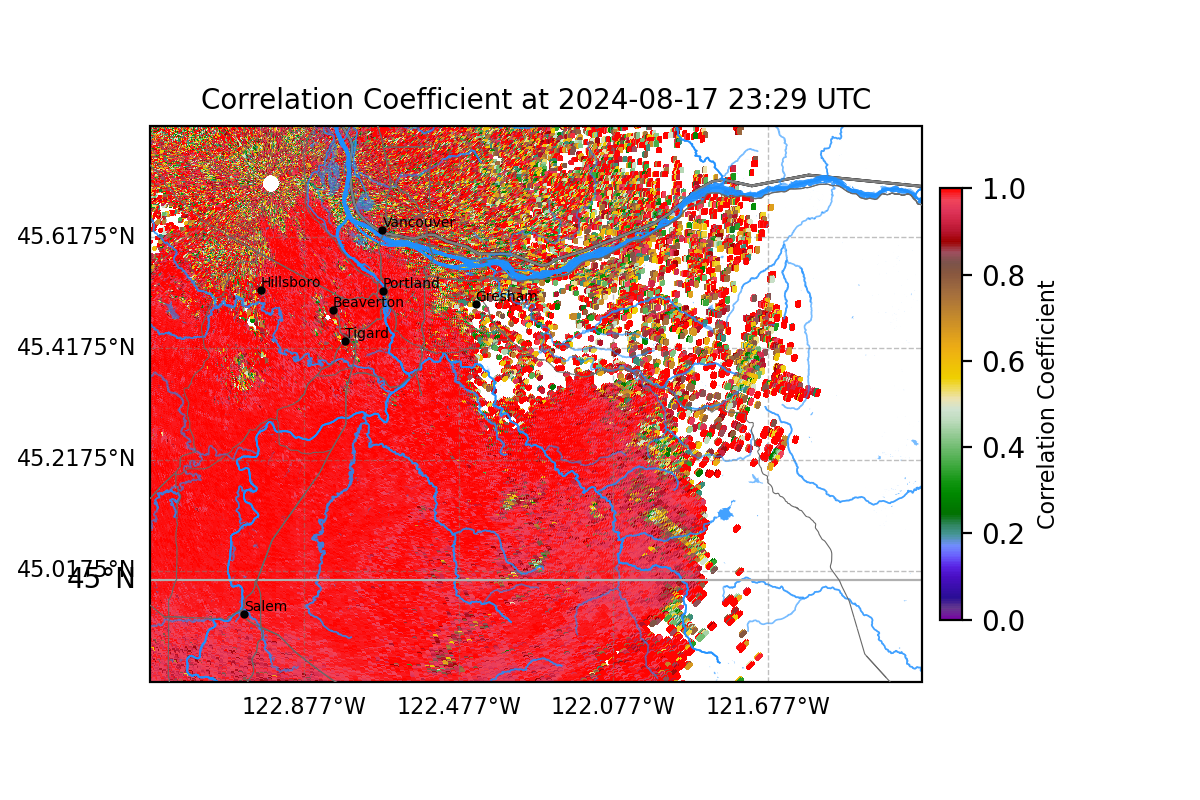 Correlation Coefficient at 2024-08-17 23:29 UTC
1.0
Vancouver
45.6175°N
Hillsboro
Portland
0.8
Beaverton
Gresham
Tigard
45.4175°N
0.6
Correlation Coefficient
0.4
45.2175°N
0.2
45.0175°N
45°N
Salem
0.0
122.877°W
122.477°W
122.077°W
121.677°W